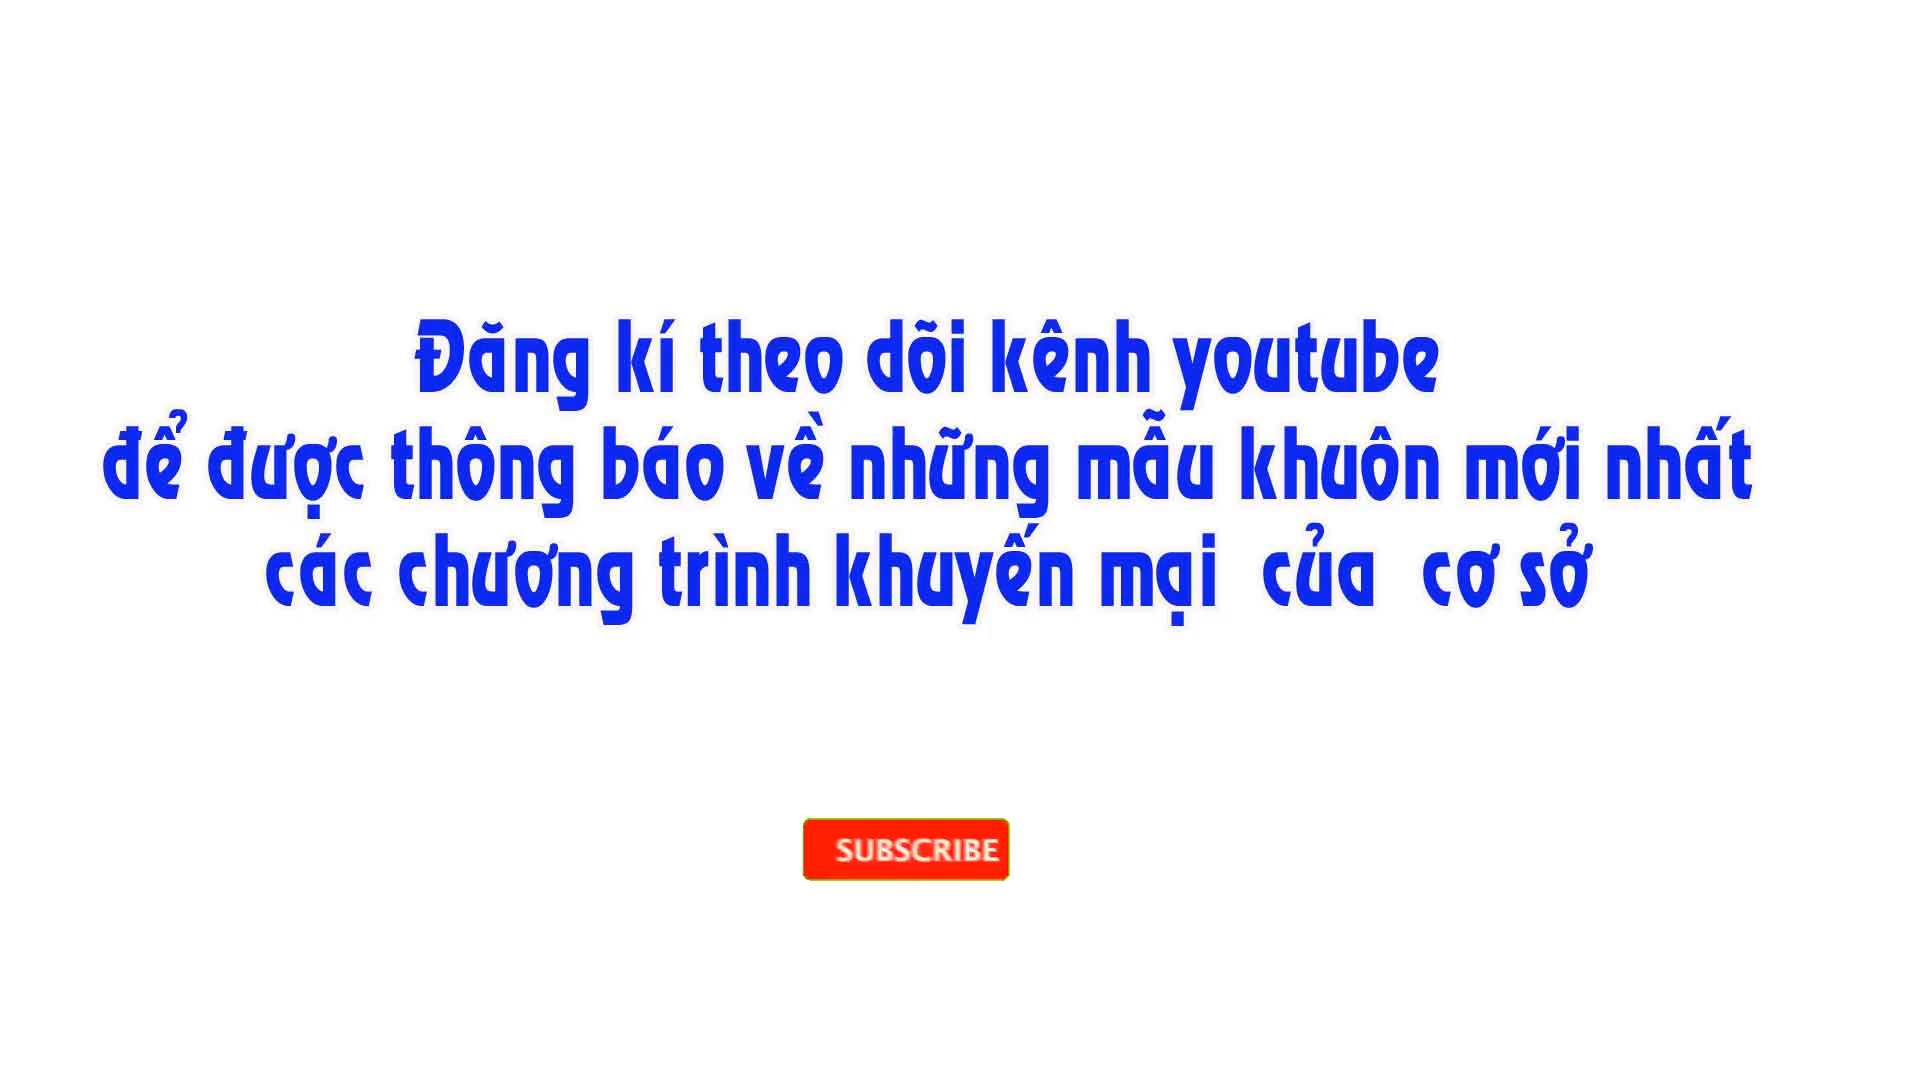 Đăng kí theo dõi kênh youtube
để được thông báo về những mẫu khuôn mới nhất
các chương trình khuyến mại của cơ sở
SUBSCRIBE